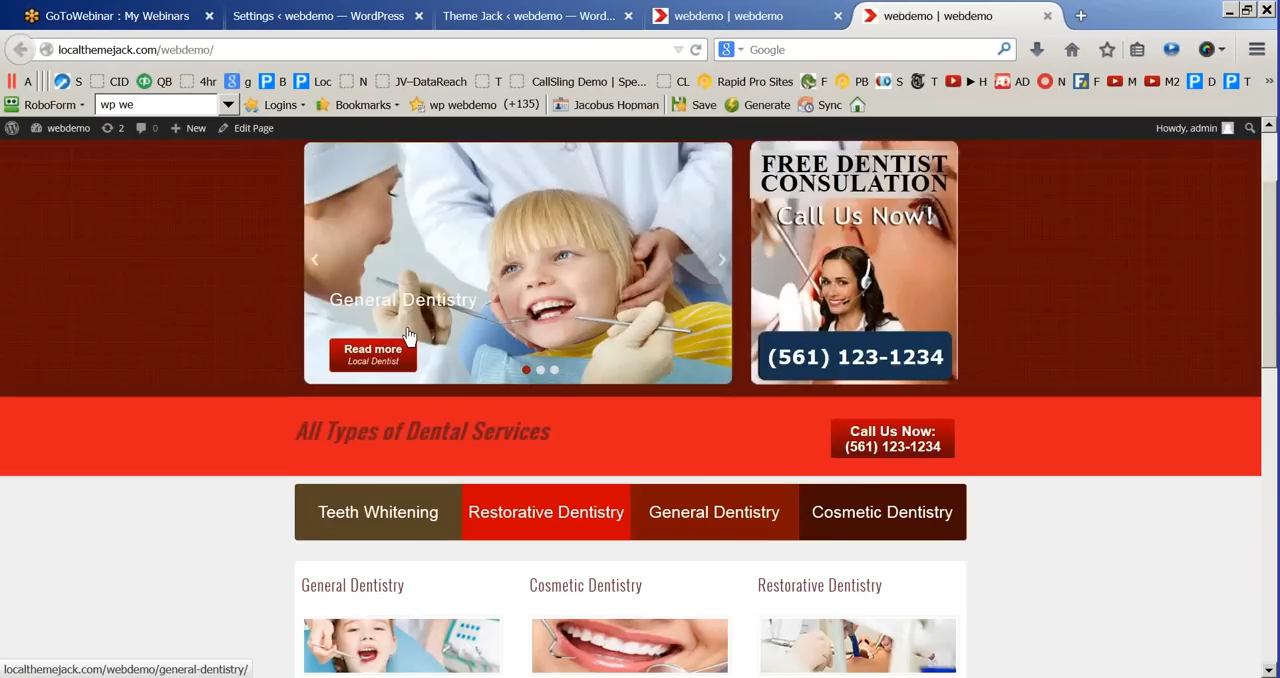 GoToWebinar : My Webinars
Settings ‹ webdemo — WordPress
Theme Jack ‹ webdemo — Word...
webdemo | webdemo
webdemo | webdemo
localthemejack.com/webdemo/
Google
A S CID QB 4hr g B Loc N JV--DataReach T CallSling Demo | Spe... CL Rapid Pro Sites F PB S T H AD N F M M2 D T
RoboForm
wp we
Logins
Bookmarks
wp webdemo (+135)
Jacobus Hopman
Save
Generate
Sync
webdemo 2 0 New Edit Page
Howdy, admin
FREE DENTIST
CONSULATION
Call Us Now!
General Dentistry
Read more
Local Dentist
(561) 123-1234
All Types of Dental Services
Call Us Now:
(561) 123-1234
Teeth Whitening
Restorative Dentistry
General Dentistry
Cosmetic Dentistry
General Dentistry
Cosmetic Dentistry
Restorative Dentistry
localthemejack.com/webdemo/general-dentistry/